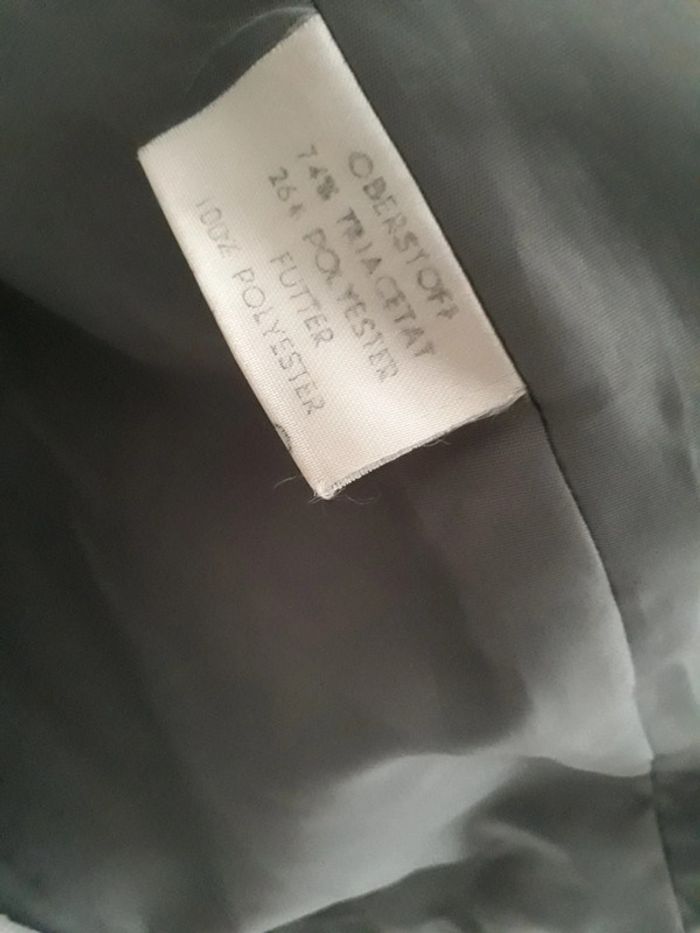 OBERSTOFF
74% TRIACETAT
26% POLYESTER
FUTTER
100% POLYESTER